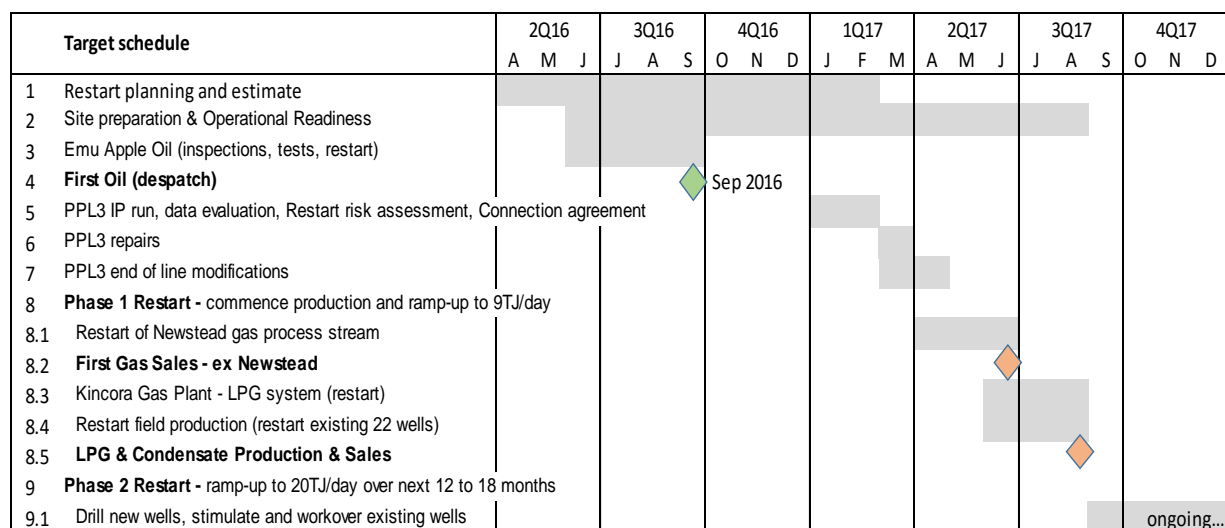 2Q16 3Q16 4Q16 1Q17 2Q17 3Q17 4Q17
Target schedule
A M J J A S O N D J F M A M J J A S O N D
1 Restart planning and estimate
2 Site preparation & Operational Readiness
3 Emu Apple Oil (inspections, tests, restart)
4 First Oil (despatch) Sep 2016
5 PPL3 IP run, data evaluation, Restart risk assessment, Connection agreement
6 PPL3 repairs
7 PPL3 end of line modifications
8 Phase 1 Restart - commence production and ramp-up to 9TJ/day
8.1 Restart of Newstead gas process stream
8.2 First Gas Sales - ex Newstead
8.3 Kincora Gas Plant - LPG system (restart)
8.4 Restart field production (restart existing 22 wells)
8.5 LPG & Condensate Production & Sales
9 Phase 2 Restart - ramp-up to 20TJ/day over next 12 to 18 months
9.1 Drill new wells, stimulate and workover existing wells ongoing...